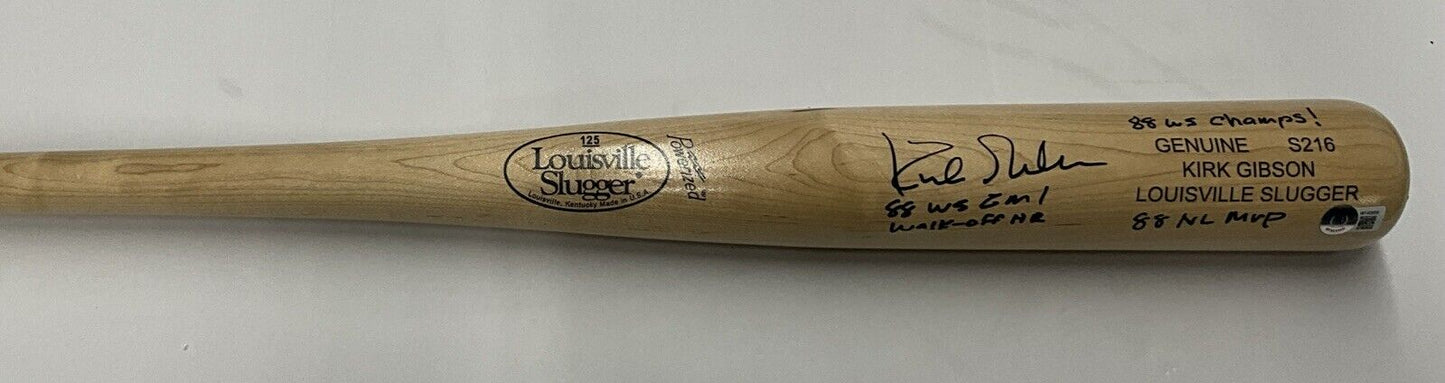 125
Louisville
Slugger®
Louisville, Kentucky Made in U.S.A.
Powerized
Kirk Gibson
88 WS GM 1
WALK-OFF HR
88 WS Champs!
GENUINE S216
KIRK GIBSON
LOUISVILLE SLUGGER
88 NL MVP